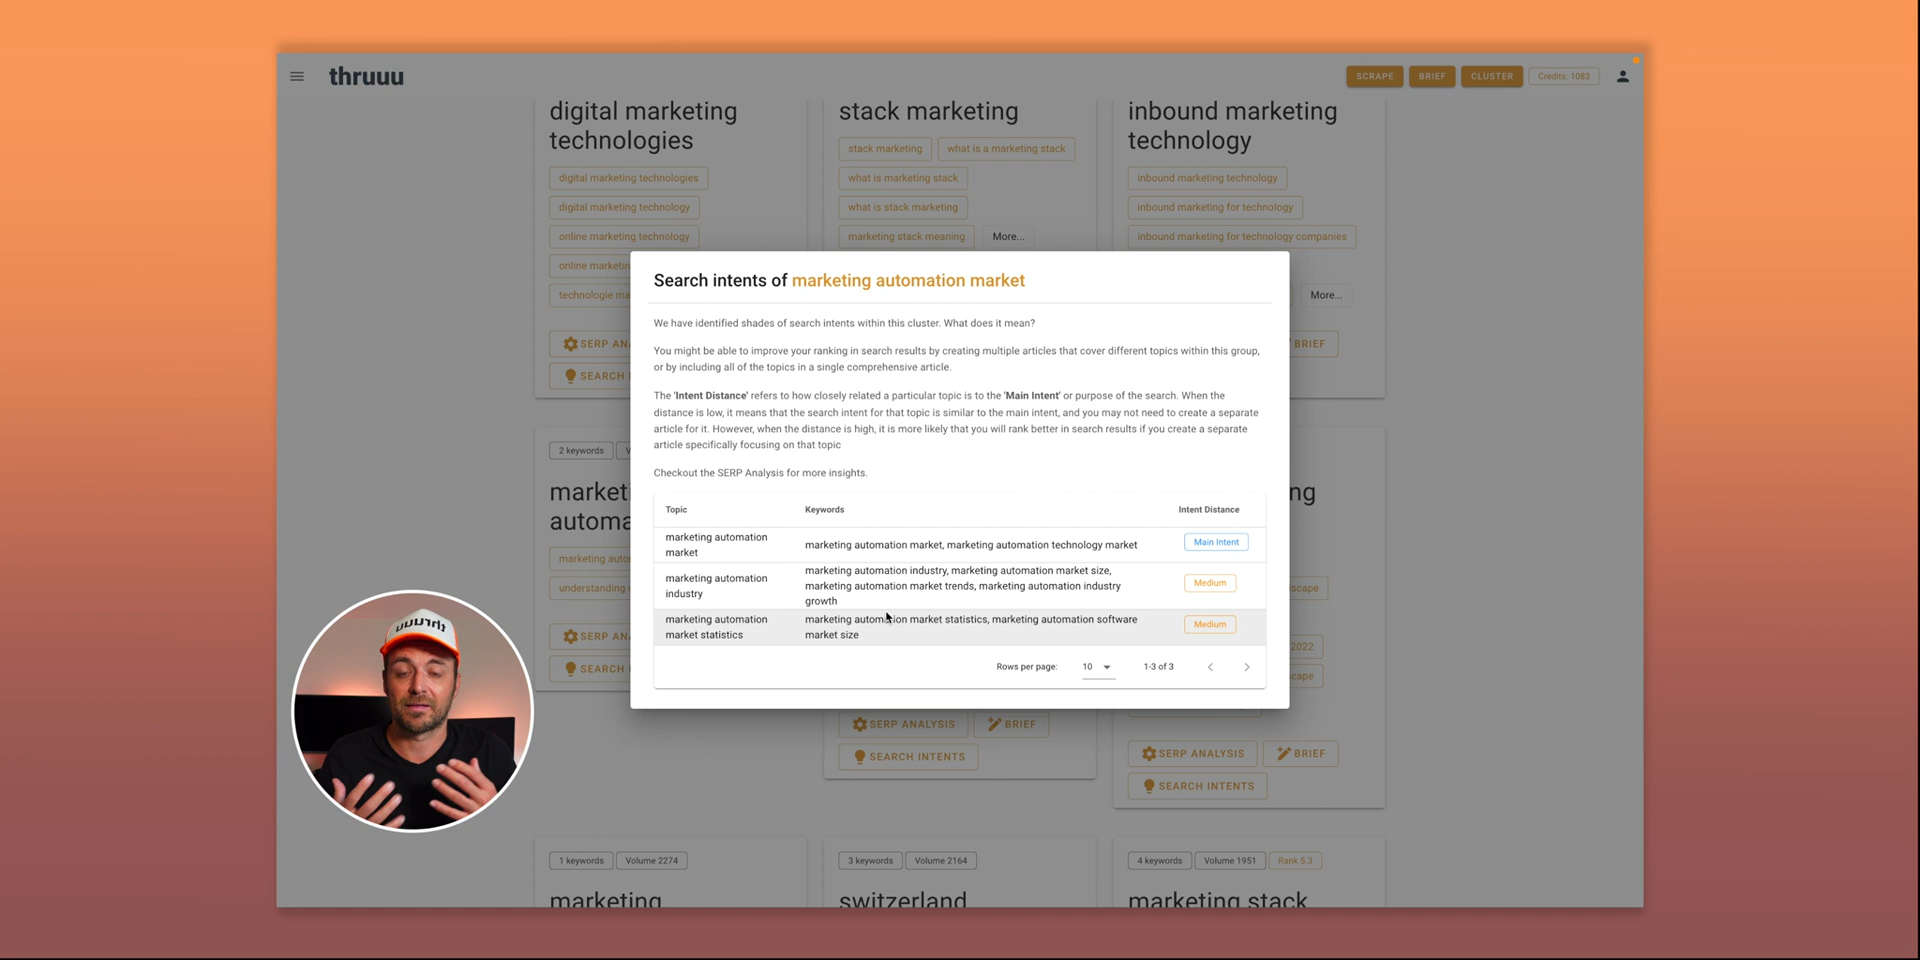 thruuu
SCRAPE
BRIEF
CLUSTER
Credits: 1083
digital marketing
technologies
digital marketing technologies
digital marketing technology
online marketing technology
SERP
SEARCH
stack marketing
stack marketing
what is a marketing stack
what is marketing stack
what is stack marketing
marketing stack meaning
More...
inbound marketing
technology
inbound marketing technology
inbound marketing for technology
inbound marketing for technology companies
More...
BRIEF
Search intents of marketing automation market
We have identified shades of search intents within this cluster. What does it mean?
You might be able to improve your ranking in search results by creating multiple articles that cover different topics within this group,
or by including all of the topics in a single comprehensive article.
The 'Intent Distance' refers to how closely related a particular topic is to the 'Main Intent' or purpose of the search. When the
distance is low, it means that the search intent for that topic is similar to the main intent, and you may not need to create a separate
article for it. However, when the distance is high, it is more likely that you will rank better in search results if you create a separate
article specifically focusing on that topic
Checkout the SERP Analysis for more insights.
Topic
Keywords
Intent Distance
marketing automation
market
marketing automation market, marketing automation technology market
Main Intent
marketing automation
industry
marketing automation industry, marketing automation market size,
marketing automation market trends, marketing automation industry
growth
Medium
marketing automation
market statistics
marketing automation market statistics, marketing automation software
market size
Medium
Rows per page:
10
1-3 of 3
2 keywords
SERP
SEARCH
2022
SERP ANALYSIS
BRIEF
SEARCH INTENTS
SERP ANALYSIS
BRIEF
SEARCH INTENTS
thruuu
1 keywords
Volume 2274
marketing
3 keywords
Volume 2164
switzerland
4 keywords
Volume 1951
Rank 5.3
marketing stack